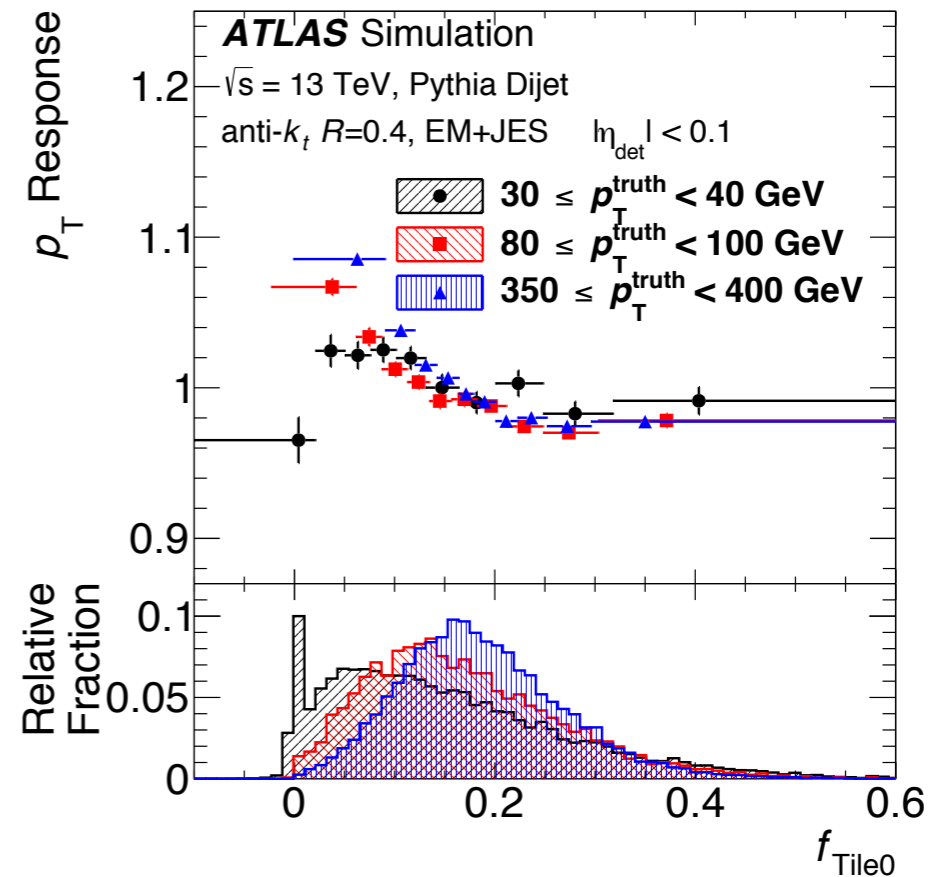 ATLAS Simulation
√s = 13 TeV, Pythia Dijet
anti-kₜ R=0.4, EM+JES |η_det| < 0.1
30 ≤ p_T^truth < 40 GeV
80 ≤ p_T^truth < 100 GeV
350 ≤ p_T^truth < 400 GeV
p_T Response
1.2
1.1
1
0.9
Relative
Fraction
0.1
0.05
0
0 0.2 0.4 0.6
f_Tile0